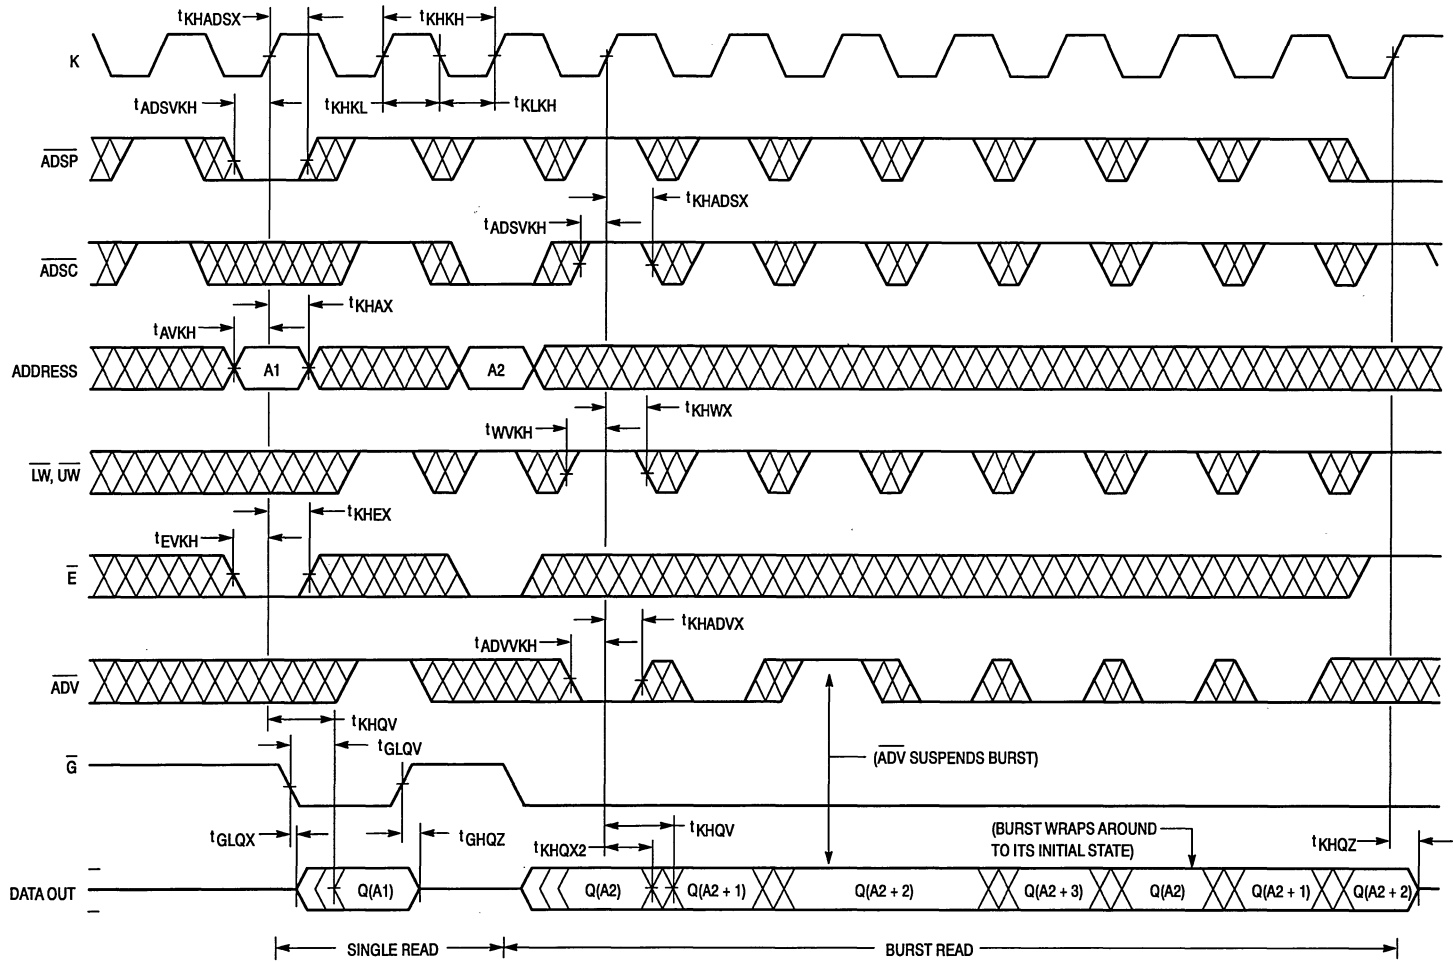 tKHADSX
tKHKH
K
tADSVKH
tKHKL
tKLKH
ADSP
tKHADSX
tADSVKH
ADSC
tKHAX
tAVKH
ADDRESS
A1
A2
tKHWX
tWVKH
LW, UW
tKHEX
tEVKH
E
tKHADVX
tADVVKH
ADV
tKHQV
tGLQV
G
(ADV SUSPENDS BURST)
tGLQX
tGHQZ
tKHQV
tKHQX2
(BURST WRAPS AROUND
TO ITS INITIAL STATE)
tKHQZ
DATA OUT
Q(A1)
Q(A2)
Q(A2 + 1)
Q(A2 + 2)
Q(A2 + 3)
Q(A2)
Q(A2 + 1)
Q(A2 + 2)
SINGLE READ
BURST READ